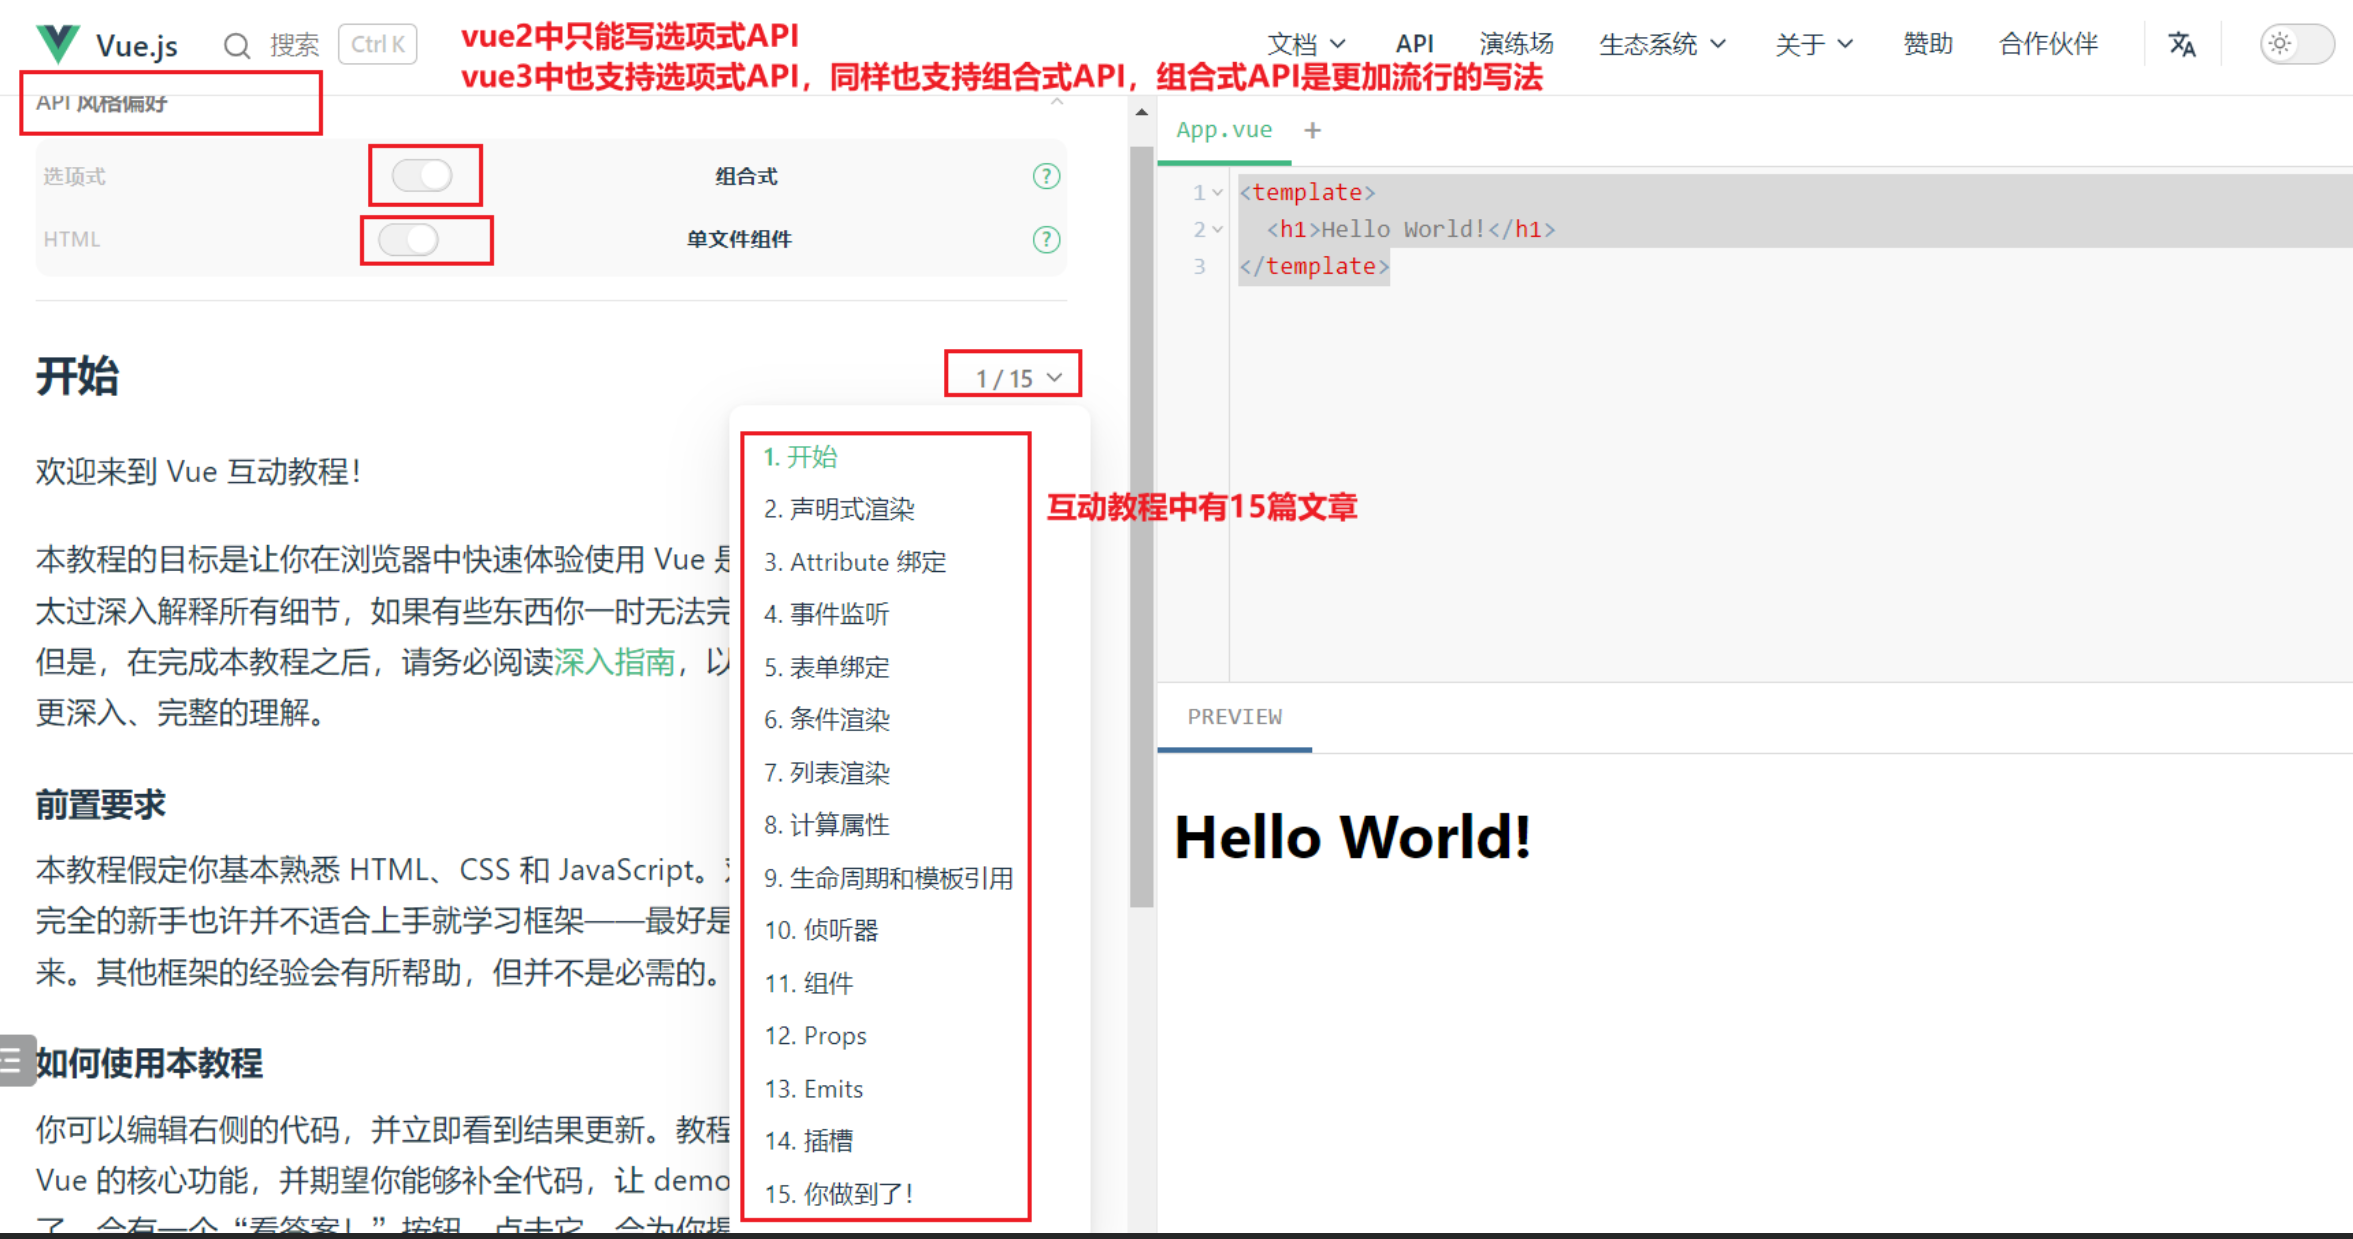 Vue.js 搜索 Ctrl K
vue2中只能写选项式API
vue3中也支持选项式API，同样也支持组合式API，组合式API是更加流行的写法
文档 API 演练场 生态系统 关于 赞助 合作伙伴
API 风格偏好
选项式 组合式 ?
HTML 单文件组件 ?
开始
1 / 15
欢迎来到 Vue 互动教程！
本教程的目标是让你在浏览器中快速体验使用 Vue 是
太过深入解释所有细节，如果有些东西你一时无法完
但是，在完成本教程之后，请务必阅读深入指南，以
更深入、完整的理解。
前置要求
本教程假定你基本熟悉 HTML、CSS 和 JavaScript。
完全的新手也许并不适合上手就学习框架——最好是
来。其他框架的经验会有所帮助，但并不是必需的。
如何使用本教程
你可以编辑右侧的代码，并立即看到结果更新。教程
Vue 的核心功能，并期望你能够补全代码，让 demo
了，会有一个“看答案！”按钮，点击它，会为你揭
1. 开始
2. 声明式渲染
3. Attribute 绑定
4. 事件监听
5. 表单绑定
6. 条件渲染
7. 列表渲染
8. 计算属性
9. 生命周期和模板引用
10. 侦听器
11. 组件
12. Props
13. Emits
14. 插槽
15. 你做到了！
互动教程中有15篇文章
App.vue +
1 <template>
2 <h1>Hello World!</h1>
3 </template>
PREVIEW
Hello World!